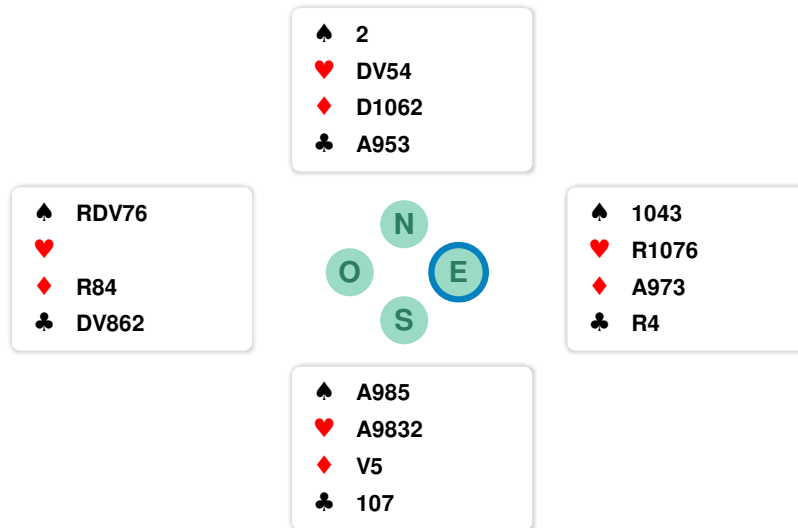 ♠ 2
♥ DV54
♦ D1062
♣ A953
♠ RDV76
♥
♦ R84
♣ DV862
N
O
E
S
♠ 1043
♥ R1076
♦ A973
♣ R4
♠ A985
♥ A9832
♦ V5
♣ 107